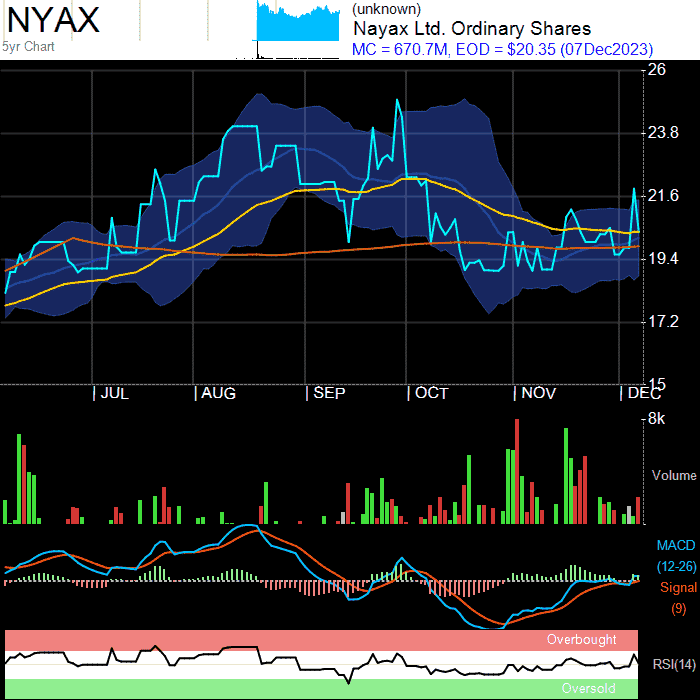 NYAX
5yr Chart
(unknown)
Nayax Ltd. Ordinary Shares
MC = 670.7M, EOD = $20.35 (07Dec2023)
26
23.8
21.6
19.4
17.2
15
JUL AUG SEP OCT NOV DEC
8k
Volume
MACD
(12-26)
Signal
(9)
Overbought
RSI(14)
Oversold